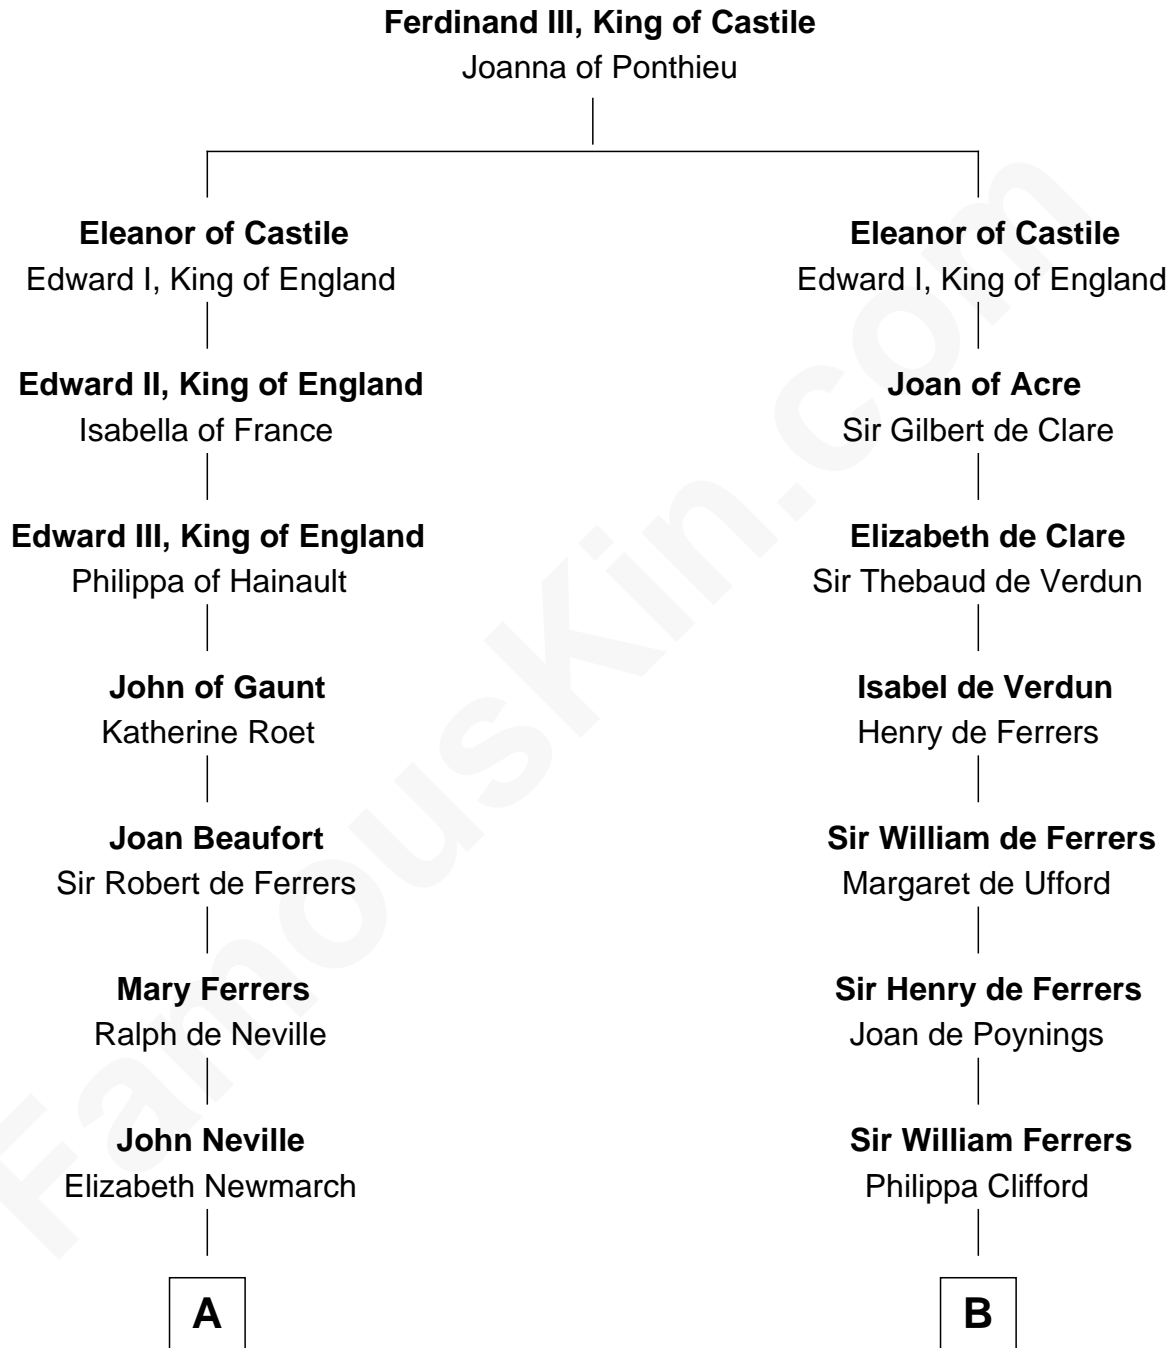 Ferdinand III, King of Castile
Joanna of Ponthieu
Eleanor of Castile
Edward I, King of England
Edward II, King of England
Isabella of France
Edward III, King of England
Philippa of Hainault
John of Gaunt
Katherine Roet
Joan Beaufort
Sir Robert de Ferrers
Mary Ferrers
Ralph de Neville
John Neville
Elizabeth Newmarch
A
Eleanor of Castile
Edward I, King of England
Joan of Acre
Sir Gilbert de Clare
Elizabeth de Clare
Sir Thebaud de Verdun
Isabel de Verdun
Henry de Ferrers
Sir William de Ferrers
Margaret de Ufford
Sir Henry de Ferrers
Joan de Poynings
Sir William Ferrers
Philippa Clifford
B
FamousKin.com